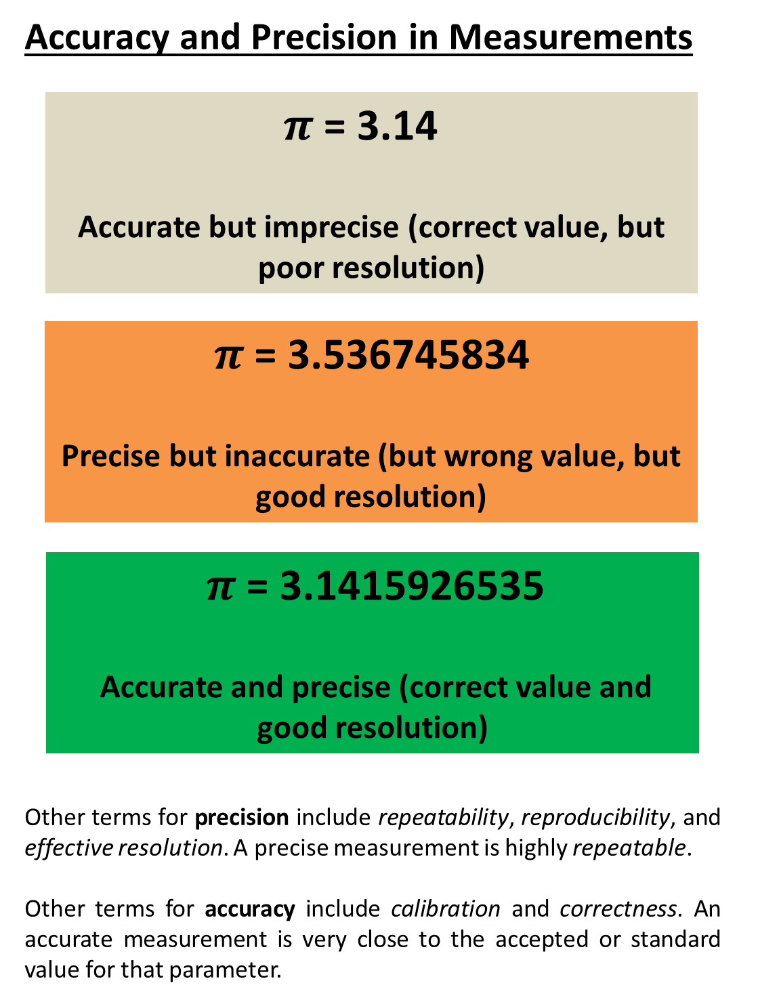 Accuracy and Precision in Measurements
π = 3.14
Accurate but imprecise (correct value, but
poor resolution)
π = 3.536745834
Precise but inaccurate (but wrong value, but
good resolution)
π = 3.1415926535
Accurate and precise (correct value and
good resolution)
Other terms for precision include repeatability, reproducibility, and
effective resolution. A precise measurement is highly repeatable.
Other terms for accuracy include calibration and correctness. An
accurate measurement is very close to the accepted or standard
value for that parameter.